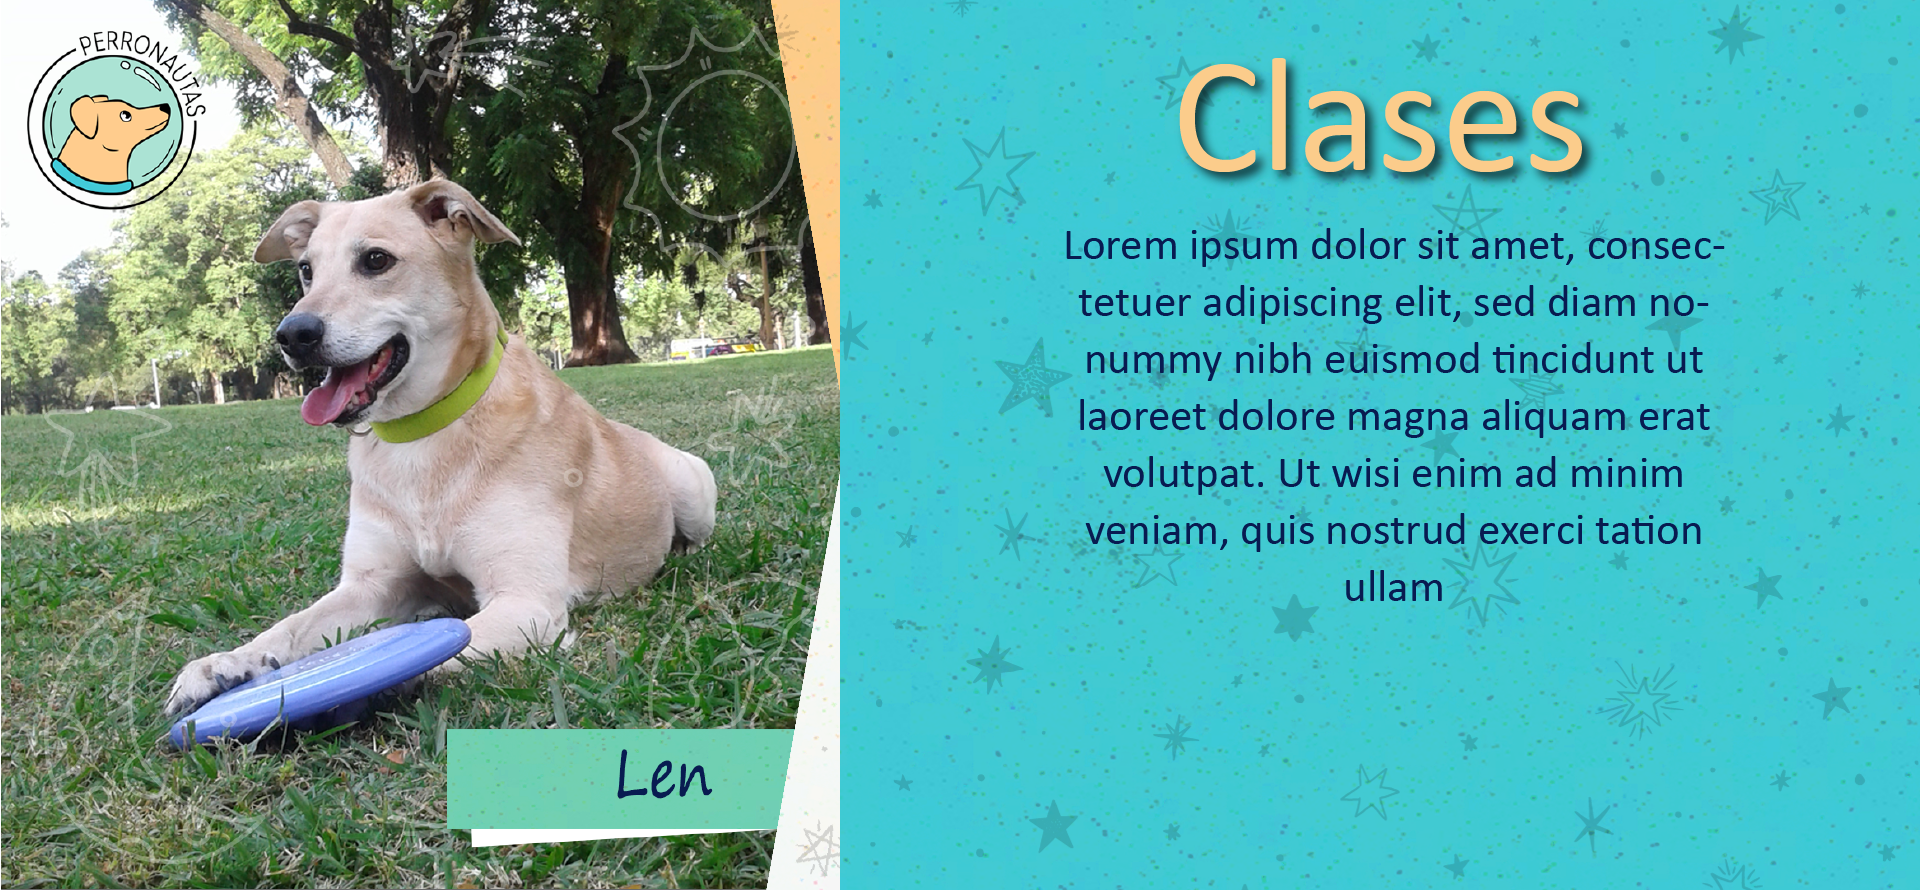 PERRONAUTAS
Clases
Lorem ipsum dolor sit amet, consec-
tetuer adipiscing elit, sed diam no-
nummy nibh euismod tincidunt ut
laoreet dolore magna aliquam erat
volutpat. Ut wisi enim ad minim
veniam, quis nostrud exerci tation
ullam
Len